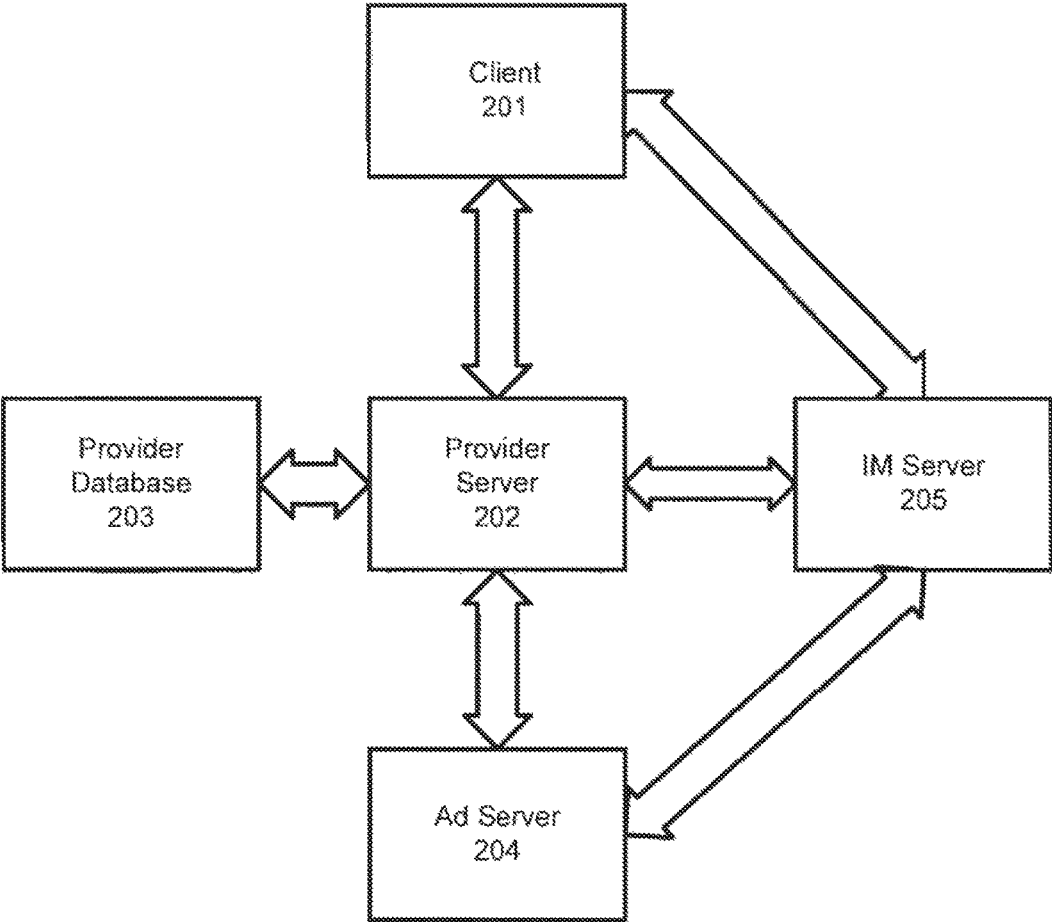 Client
201
Provider
Database
203
Provider
Server
202
IM Server
205
Ad Server
204